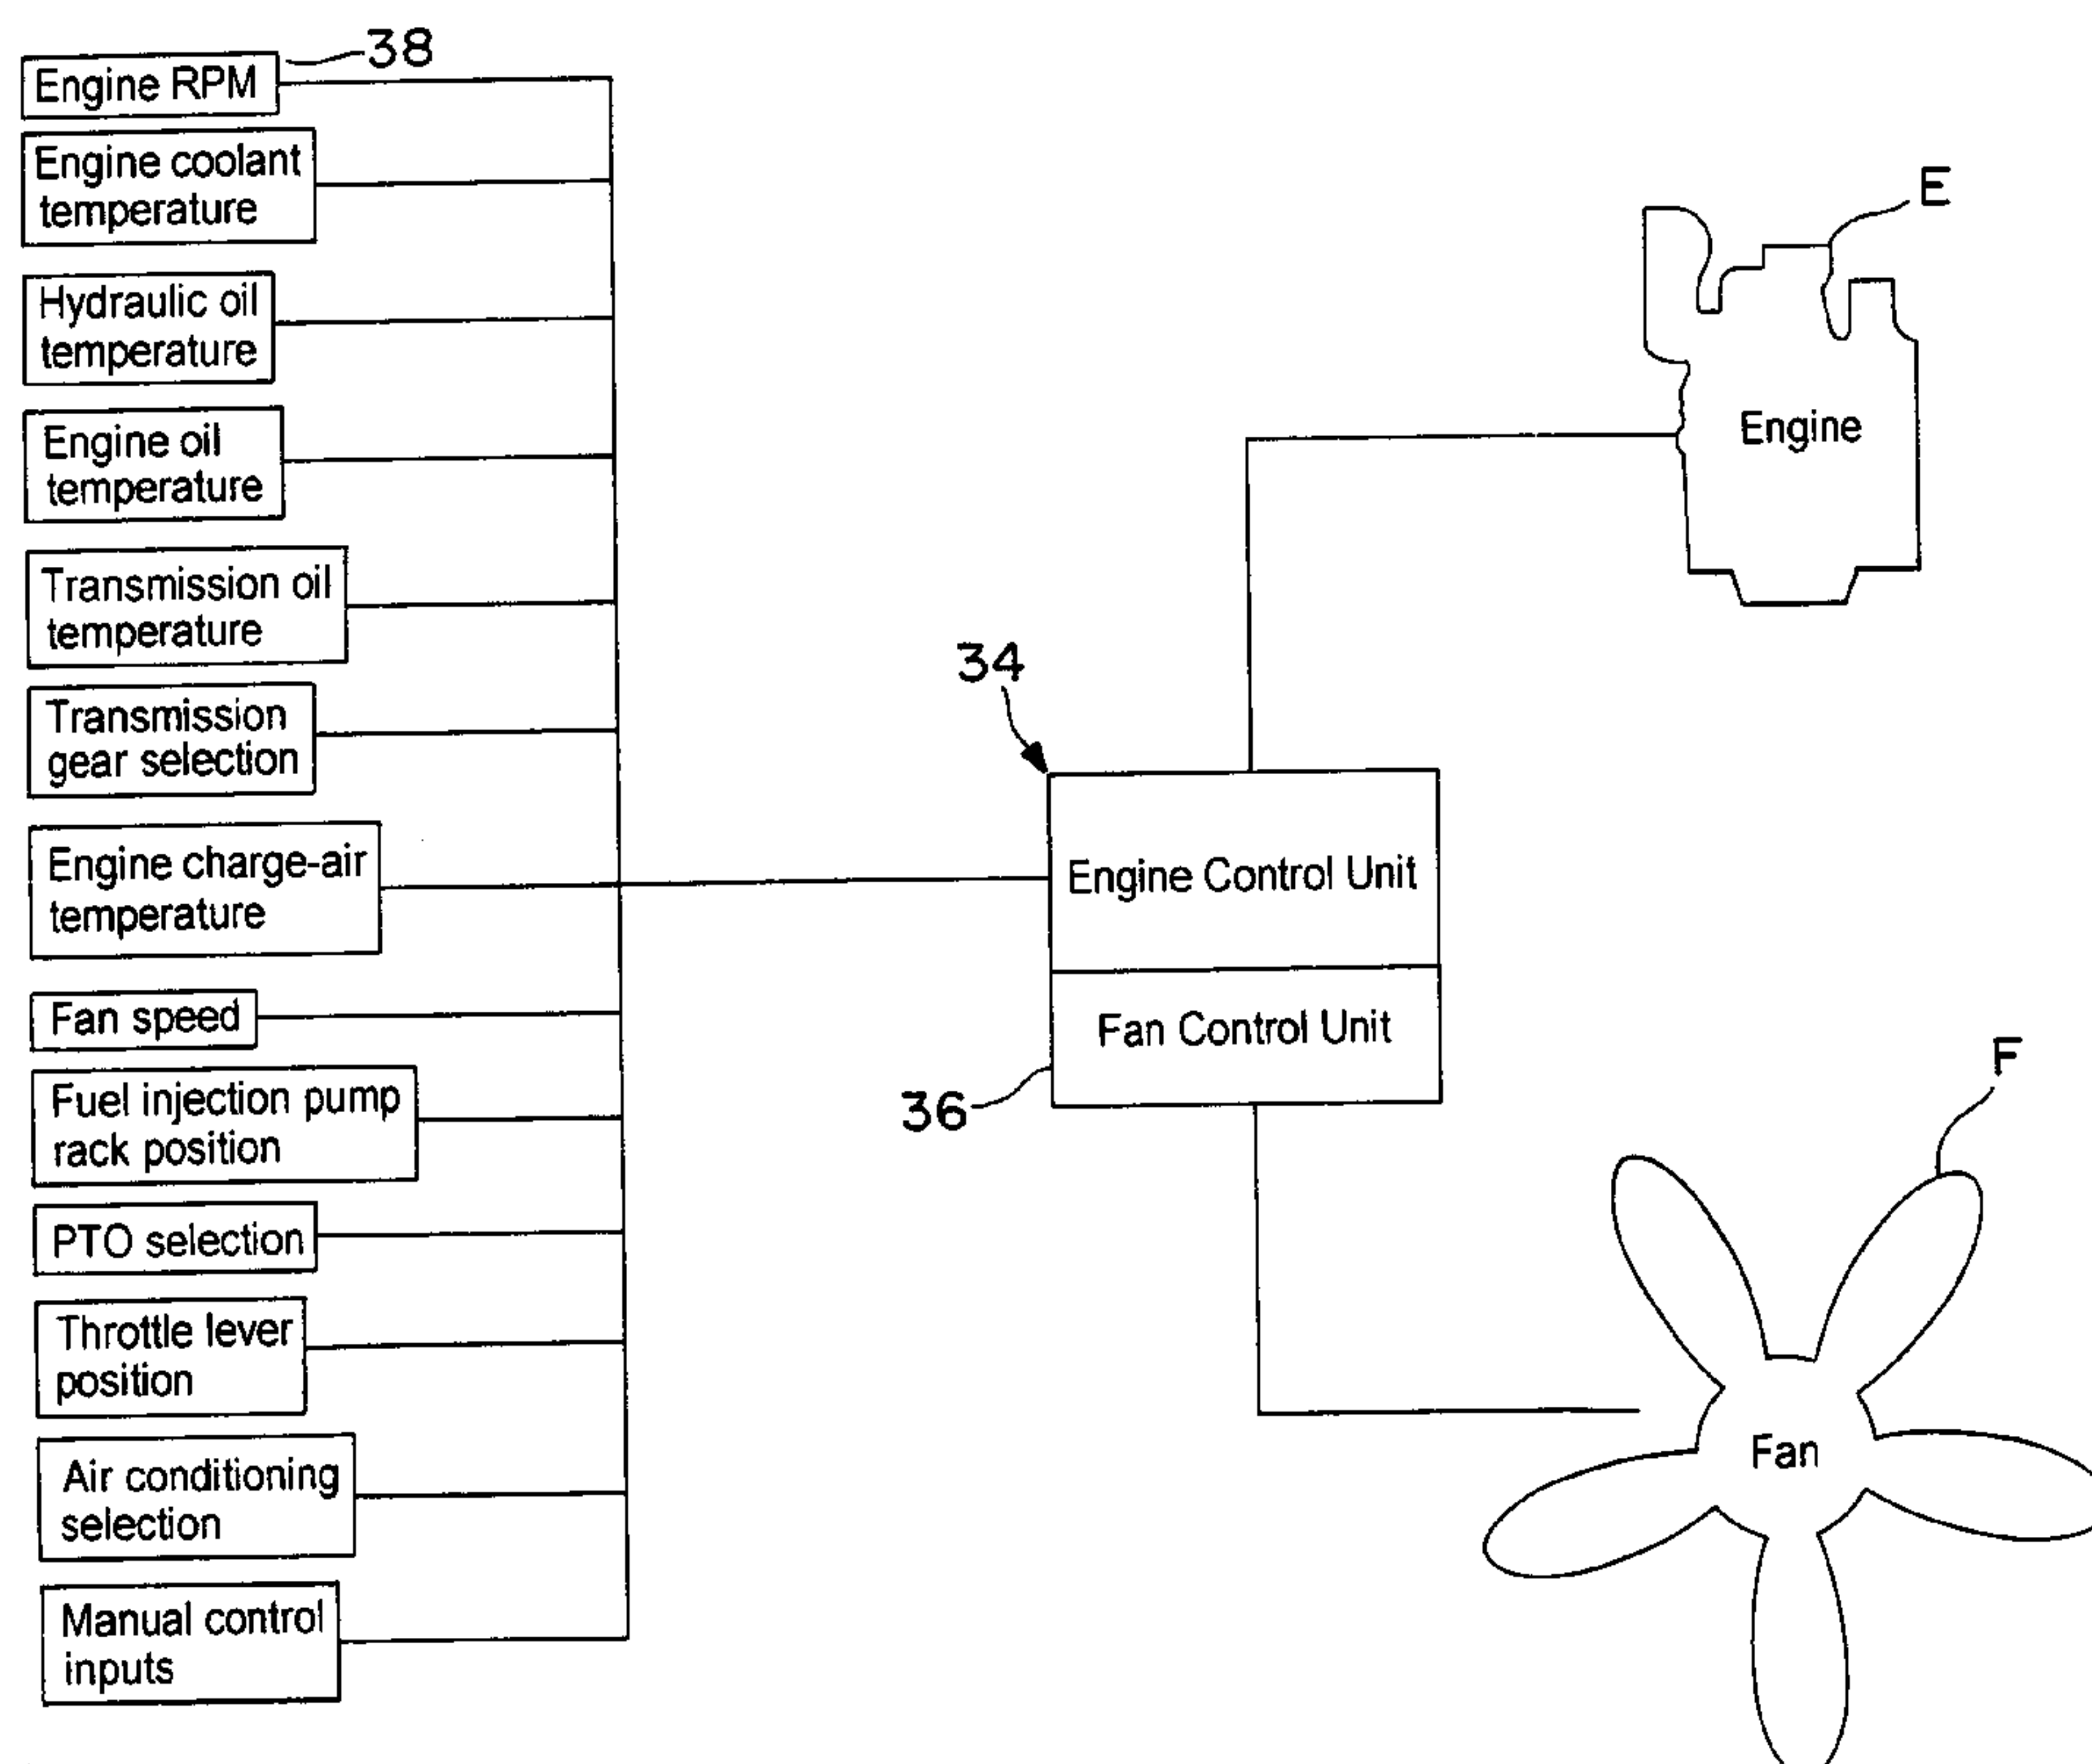 38
Engine RPM
Engine coolant
temperature
Hydraulic oil
temperature
Engine oil
temperature
Transmission oil
temperature
Transmission
gear selection
Engine charge-air
temperature
Fan speed
Fuel injection pump
rack position
PTO selection
Throttle lever
position
Air conditioning
selection
Manual control
inputs
34
Engine Control Unit
Fan Control Unit
36
E
Engine
F
Fan